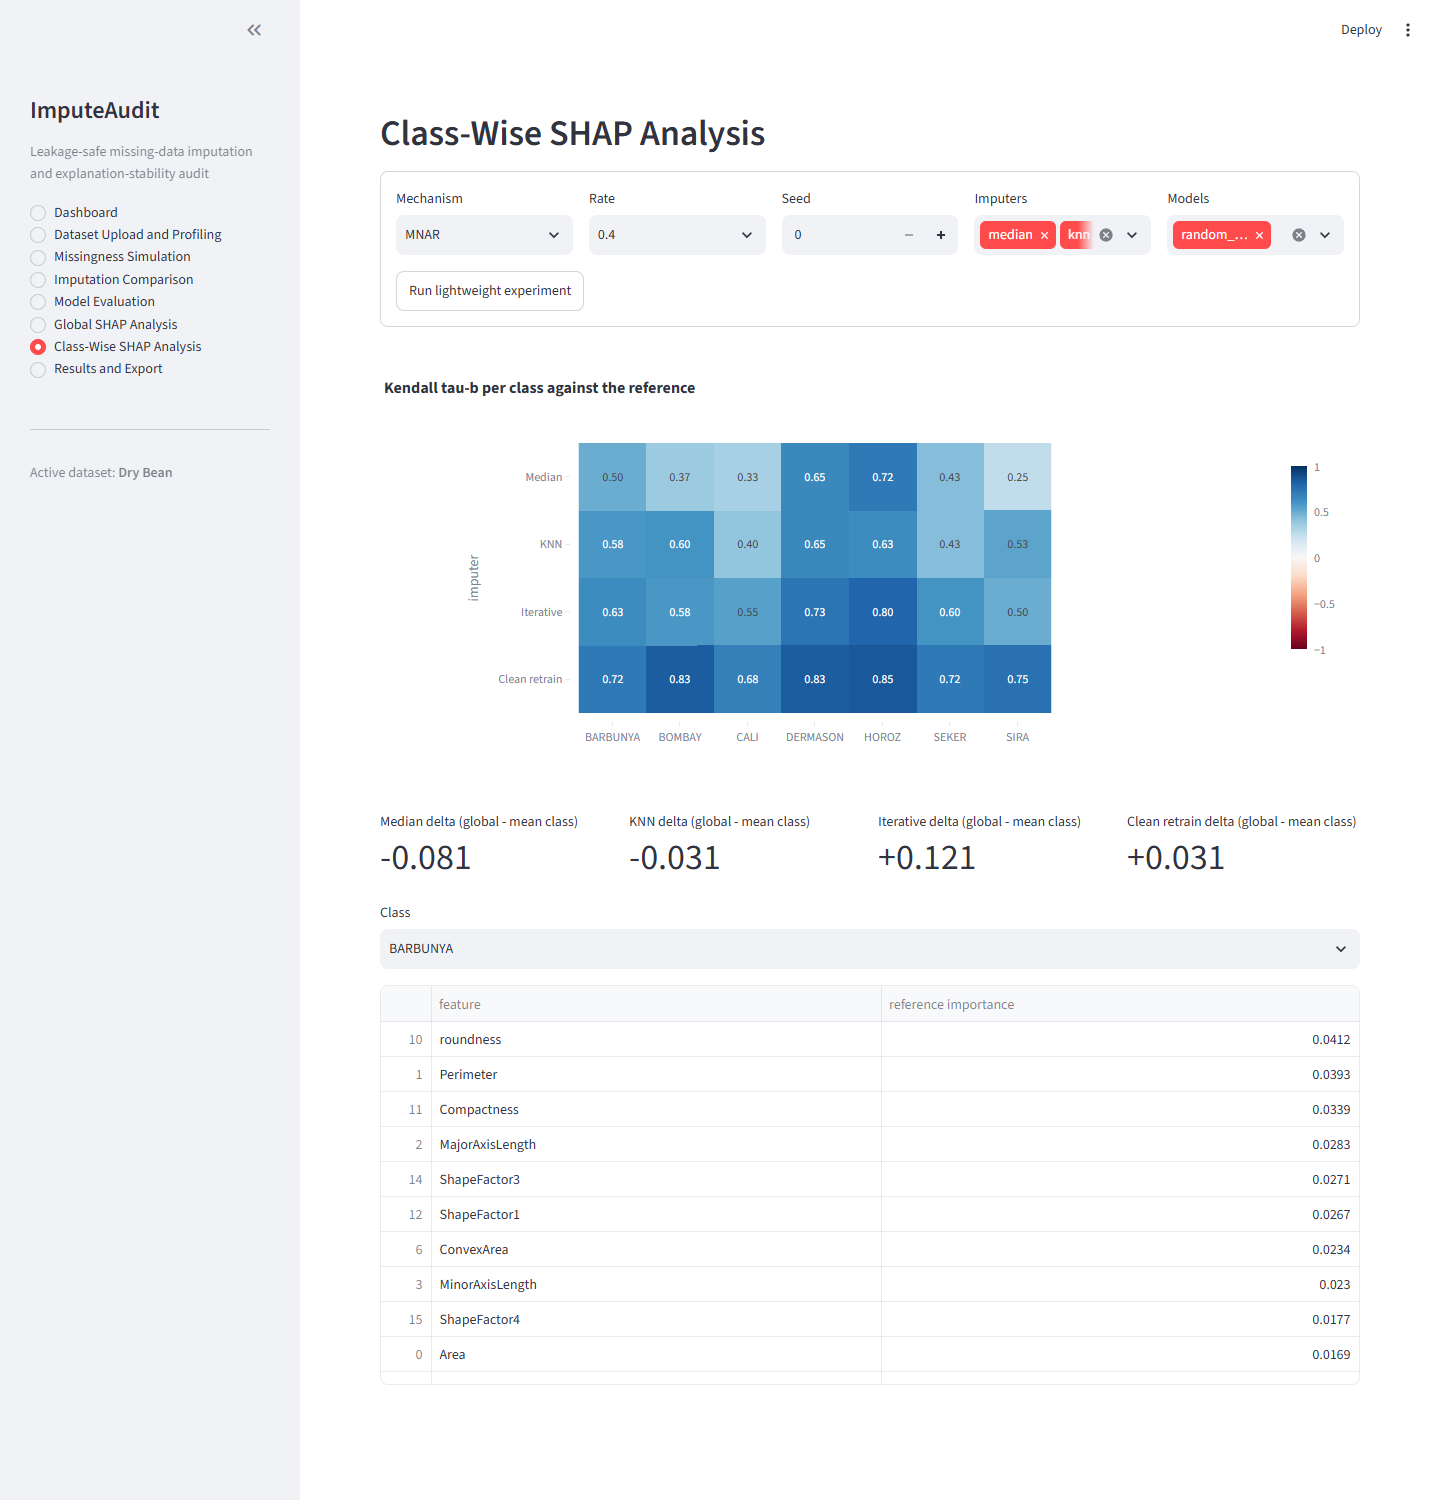 Deploy
ImputeAudit
Leakage-safe missing-data imputation
and explanation-stability audit
Dashboard
Dataset Upload and Profiling
Missingness Simulation
Imputation Comparison
Model Evaluation
Global SHAP Analysis
Class-Wise SHAP Analysis
Results and Export
Active dataset: Dry Bean
Class-Wise SHAP Analysis
Mechanism Rate Seed Imputers Models
MNAR 0.4 0 median knn random_...
Run lightweight experiment
Kendall tau-b per class against the reference
imputer
Median 0.50 0.37 0.33 0.65 0.72 0.43 0.25
KNN 0.58 0.60 0.40 0.65 0.63 0.43 0.53
Iterative 0.63 0.58 0.55 0.73 0.80 0.60 0.50
Clean retrain 0.72 0.83 0.68 0.83 0.85 0.72 0.75
BARBUNYA BOMBAY CALI DERMASON HOROZ SEKER SIRA
1
0.5
0
−0.5
−1
Median delta (global - mean class) KNN delta (global - mean class) Iterative delta (global - mean class) Clean retrain delta (global - mean class)
-0.081 -0.031 +0.121 +0.031
Class
BARBUNYA
feature reference importance
10 roundness 0.0412
1 Perimeter 0.0393
11 Compactness 0.0339
2 MajorAxisLength 0.0283
14 ShapeFactor3 0.0271
12 ShapeFactor1 0.0267
6 ConvexArea 0.0234
3 MinorAxisLength 0.023
15 ShapeFactor4 0.0177
0 Area 0.0169